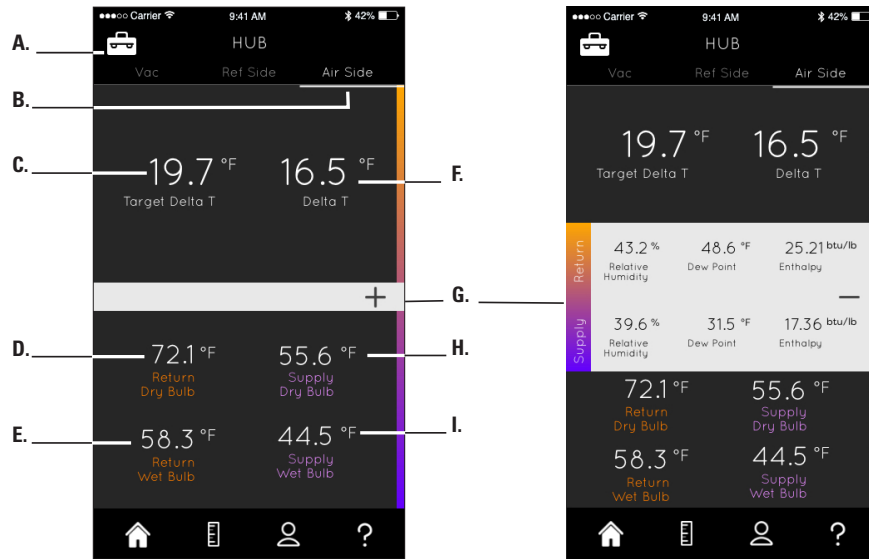 ●●●○○ Carrier 9:41 AM 42%
A.
HUB
Vac Ref Side Air Side
B.
C.
19.7 °F 16.5 °F
Target Delta T Delta T
F.
+
G.
D.
72.1 °F 55.6 °F
Return Dry Bulb Supply Dry Bulb
H.
E.
58.3 °F 44.5 °F
Return Wet Bulb Supply Wet Bulb
I.
?
●●●○○ Carrier 9:41 AM 42%
HUB
Vac Ref Side Air Side
19.7 °F 16.5 °F
Target Delta T Delta T
Return
43.2 % 48.6 °F 25.21 btu/lb
Relative Humidity Dew Point Enthalpy
—
Supply
39.6 % 31.5 °F 17.36 btu/lb
Relative Humidity Dew Point Enthalpy
72.1 °F 55.6 °F
Return Dry Bulb Supply Dry Bulb
58.3 °F 44.5 °F
Return Wet Bulb Supply Wet Bulb
?